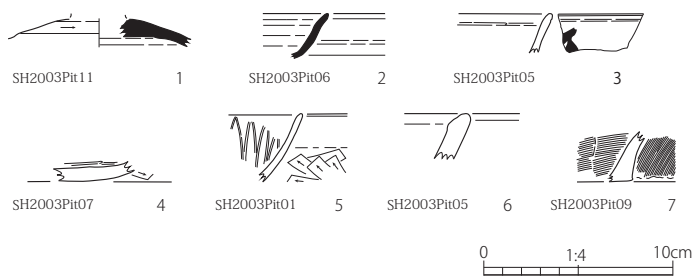 SH2003Pit11 1
SH2003Pit06 2
SH2003Pit05 3
SH2003Pit07 4
SH2003Pit01 5
SH2003Pit05 6
SH2003Pit09 7
0 1:4 10cm